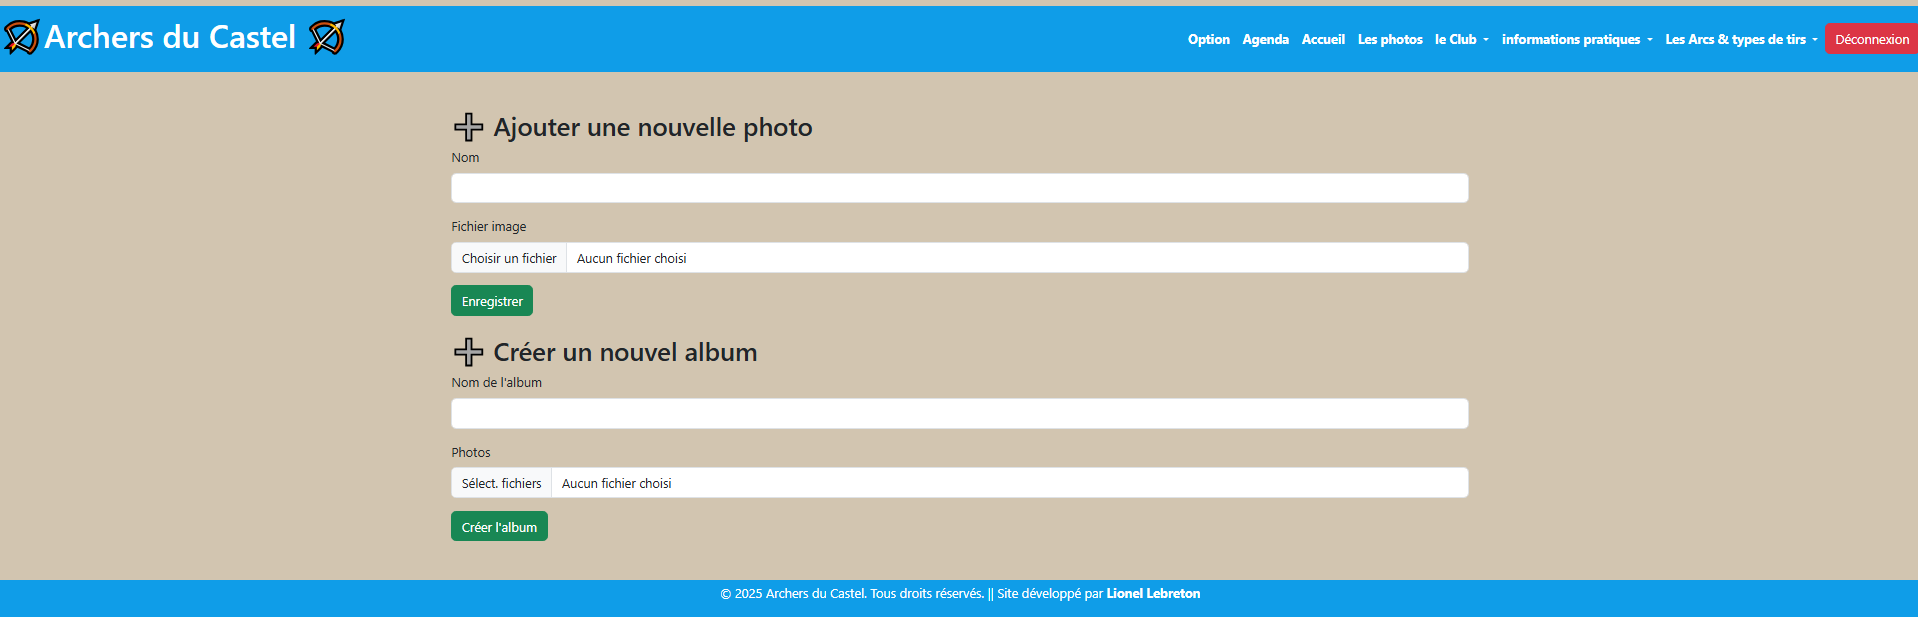 Archers du Castel
Option Agenda Accueil Les photos le Club informations pratiques Les Arcs & types de tirs Déconnexion
Ajouter une nouvelle photo
Nom
Fichier image
Choisir un fichier Aucun fichier choisi
Enregistrer
Créer un nouvel album
Nom de l'album
Photos
Sélect. fichiers Aucun fichier choisi
Créer l'album
© 2025 Archers du Castel. Tous droits réservés. || Site développé par Lionel Lebreton